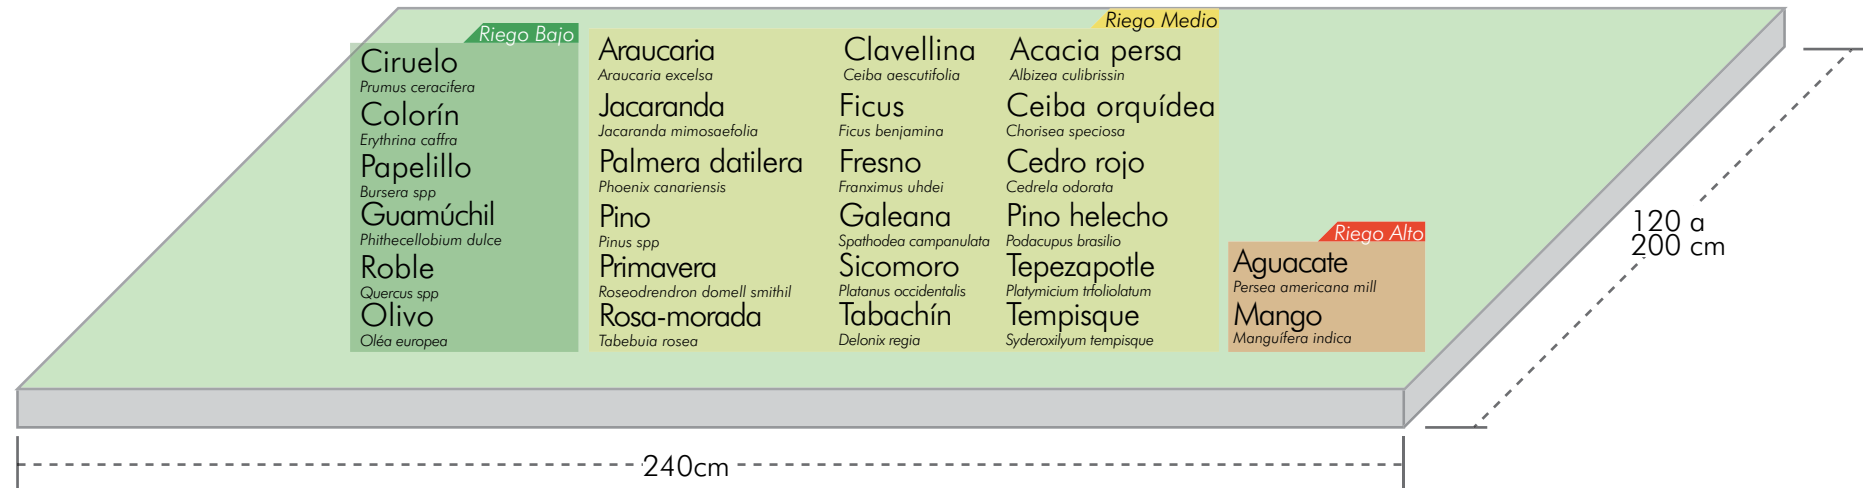 Riego Bajo
Ciruelo
Prumus ceracifera
Colorín
Erythrina caffra
Papelillo
Bursera spp
Guamúchil
Phithecellobium dulce
Roble
Quercus spp
Olivo
Oléa europea
Riego Medio
Araucaria
Araucaria excelsa
Jacaranda
Jacaranda mimosaefolia
Palmera datilera
Phoenix canariensis
Pino
Pinus spp
Primavera
Roseodrendron domell smithil
Rosa-morada
Tabebuia rosea
Clavellina
Ceiba aescutifolia
Ficus
Ficus benjamina
Fresno
Franximus uhdei
Galeana
Spathodea campanulata
Sicomoro
Platanus occidentalis
Tabachín
Delonix regia
Acacia persa
Albizea culibrissin
Ceiba orquídea
Chorisea speciosa
Cedro rojo
Cedrela odorata
Pino helecho
Podacupus brasilio
Tepezapotle
Platymicium trfoliolatum
Tempisque
Syderoxilyum tempisque
Riego Alto
Aguacate
Persea americana mill
Mango
Manguífera indica
120 a
200 cm
240cm